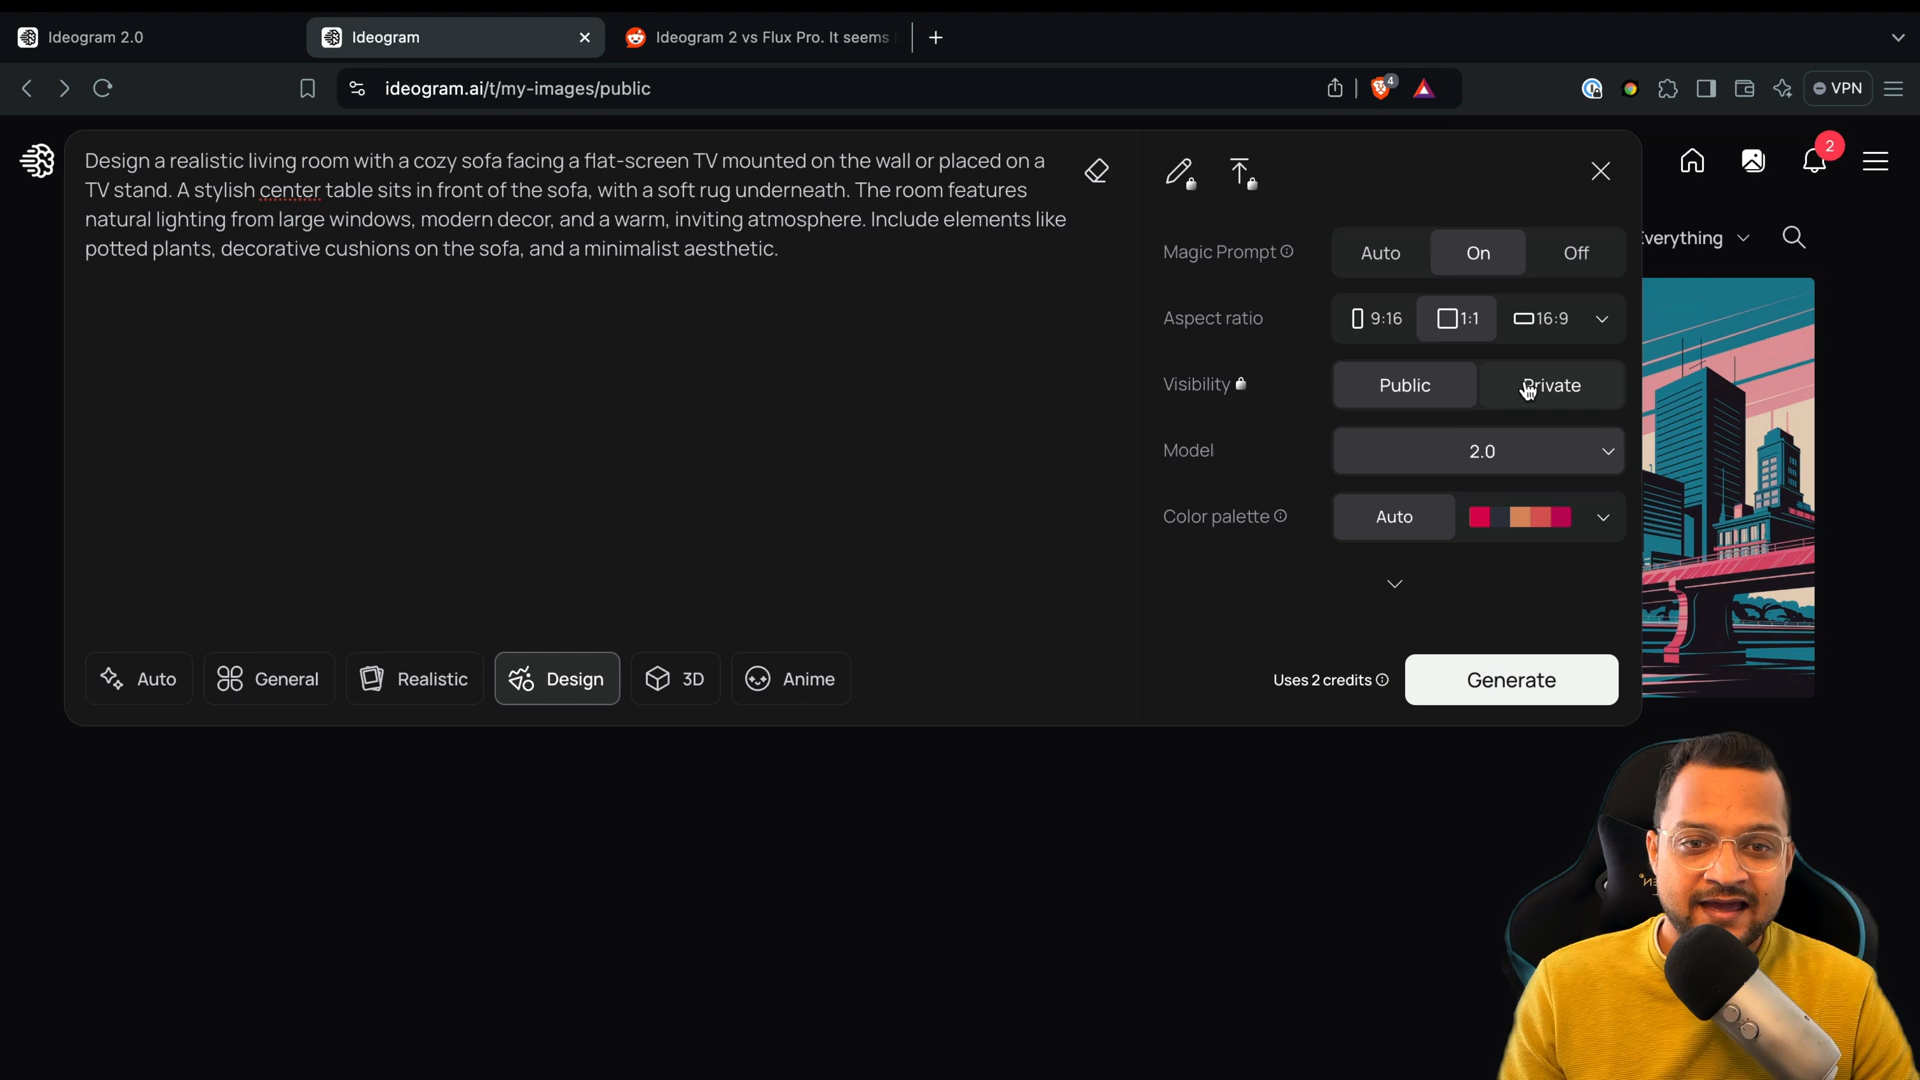 Ideogram 2.0
Ideogram
Ideogram 2 vs Flux Pro. It seems
ideogram.ai/t/my-images/public
4
VPN
Design a realistic living room with a cozy sofa facing a flat-screen TV mounted on the wall or placed on a
TV stand. A stylish center table sits in front of the sofa, with a soft rug underneath. The room features
natural lighting from large windows, modern decor, and a warm, inviting atmosphere. Include elements like
potted plants, decorative cushions on the sofa, and a minimalist aesthetic.
2
Everything
Magic Prompt
Auto
On
Off
Aspect ratio
9:16
1:1
16:9
Visibility
Public
Private
Model
2.0
Color palette
Auto
Auto
General
Realistic
Design
3D
Anime
Uses 2 credits
Generate